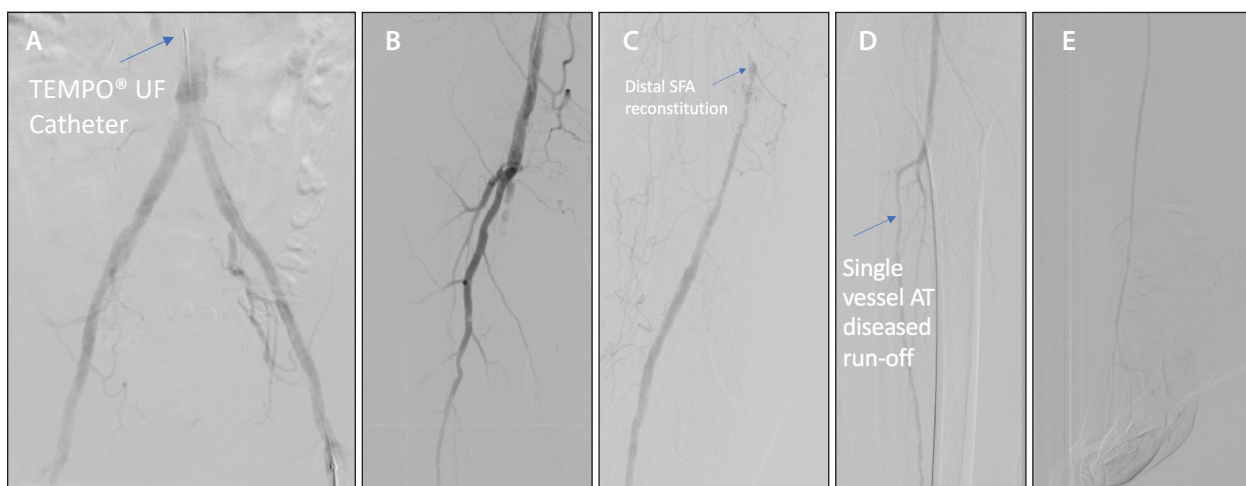 A
TEMPO® UF
Catheter
B
C
Distal SFA
reconstitution
D
Single
vessel AT
diseased
run-off
E